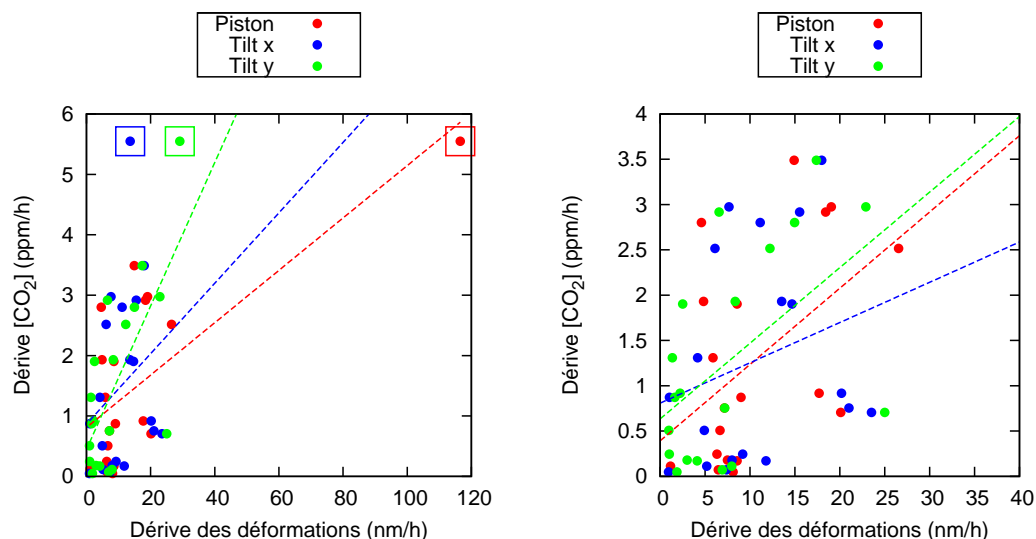 Piston
Tilt x
Tilt y
Piston
Tilt x
Tilt y
Dérive [CO2] (ppm/h)
6
5
4
3
2
1
0
0 20 40 60 80 100 120
Dérive des déformations (nm/h)
Dérive [CO2] (ppm/h)
4
3.5
3
2.5
2
1.5
1
0.5
0
0 5 10 15 20 25 30 35 40
Dérive des déformations (nm/h)